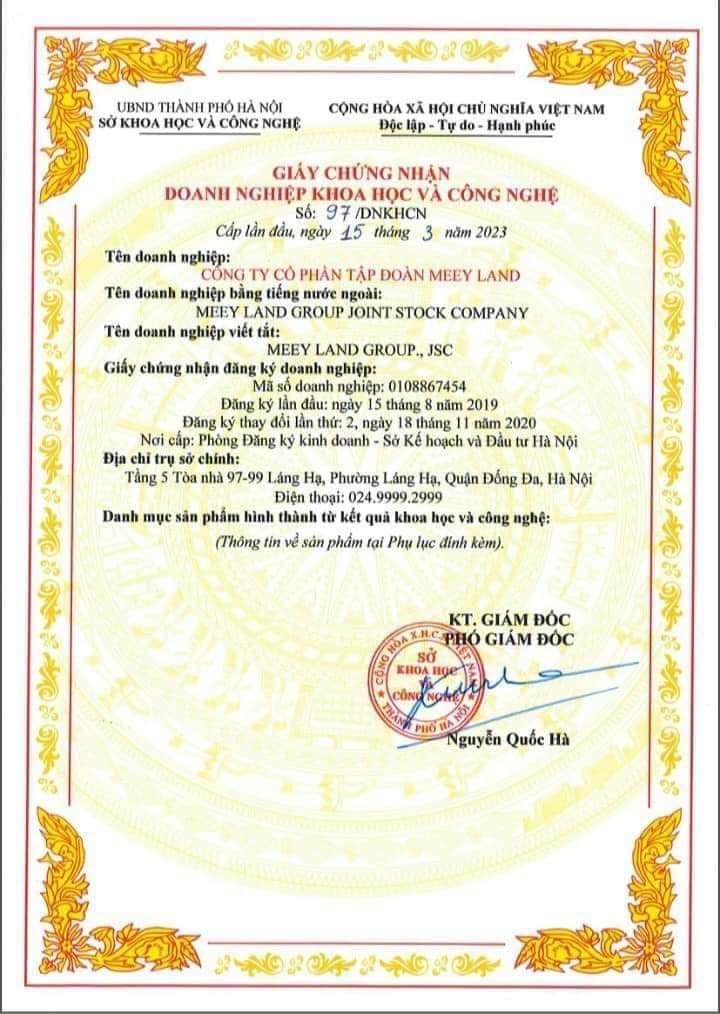 UBND THÀNH PHỐ HÀ NỘI
SỞ KHOA HỌC VÀ CÔNG NGHỆ
CỘNG HÒA XÃ HỘI CHỦ NGHĨA VIỆT NAM
Độc lập - Tự do - Hạnh phúc
GIẤY CHỨNG NHẬN
DOANH NGHIỆP KHOA HỌC VÀ CÔNG NGHỆ
Số: 97/DNKHCN
Cấp lần đầu, ngày 15 tháng 3 năm 2023
Tên doanh nghiệp:
CÔNG TY CỔ PHẦN TẬP ĐOÀN MEEY LAND
Tên doanh nghiệp bằng tiếng nước ngoài:
MEEY LAND GROUP JOINT STOCK COMPANY
Tên doanh nghiệp viết tắt:
MEEY LAND GROUP., JSC
Giấy chứng nhận đăng ký doanh nghiệp:
Mã số doanh nghiệp: 0108867454
Đăng ký lần đầu: ngày 15 tháng 8 năm 2019
Đăng ký thay đổi lần thứ: 2, ngày 18 tháng 11 năm 2020
Nơi cấp: Phòng Đăng ký kinh doanh - Sở Kế hoạch và Đầu tư Hà Nội
Địa chỉ trụ sở chính:
Tầng 5 Tòa nhà 97-99 Láng Hạ, Phường Láng Hạ, Quận Đống Đa, Hà Nội
Điện thoại: 024.9999.2999
Danh mục sản phẩm hình thành từ kết quả khoa học và công nghệ:
(Thông tin về sản phẩm tại Phụ lục đính kèm).
KT. GIÁM ĐỐC
PHÓ GIÁM ĐỐC
CỘNG HÒA X.H.C.N VIỆT NAM
SỞ
KHOA HỌC
VÀ
CÔNG NGHỆ
THÀNH PHỐ HÀ NỘI
Nguyễn Quốc Hà